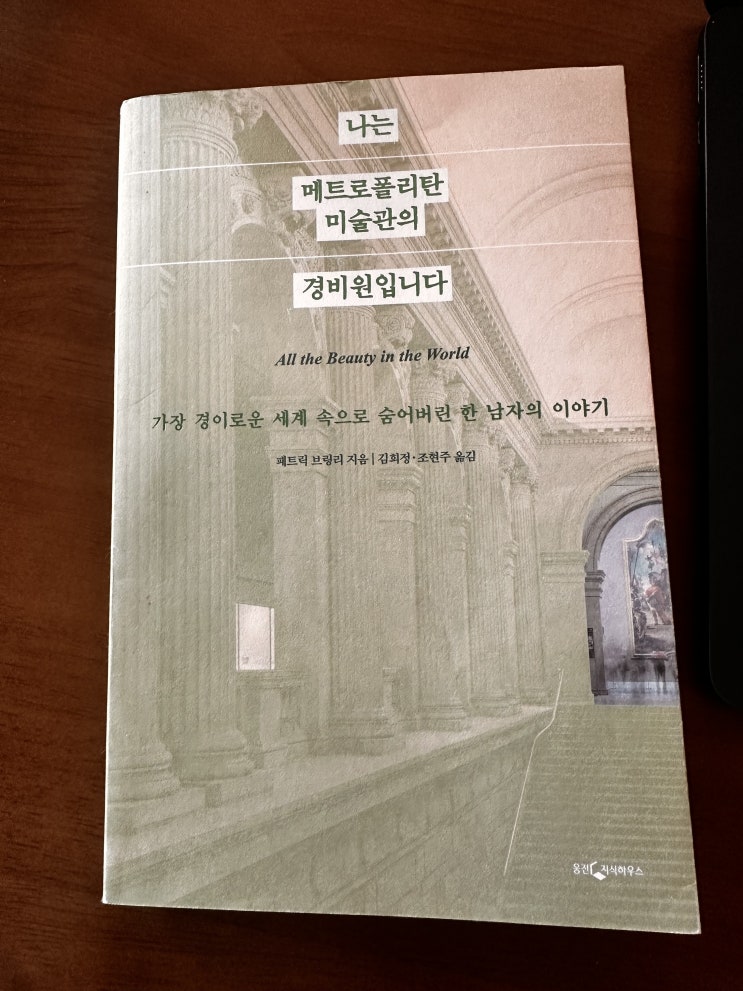 나는
메트로폴리탄
미술관의
경비원입니다
All the Beauty in the World
가장 경이로운 세계 속으로 숨어버린 한 남자의 이야기
패트릭 브링리 지음 | 김희정·조현주 옮김
웅진 지식하우스